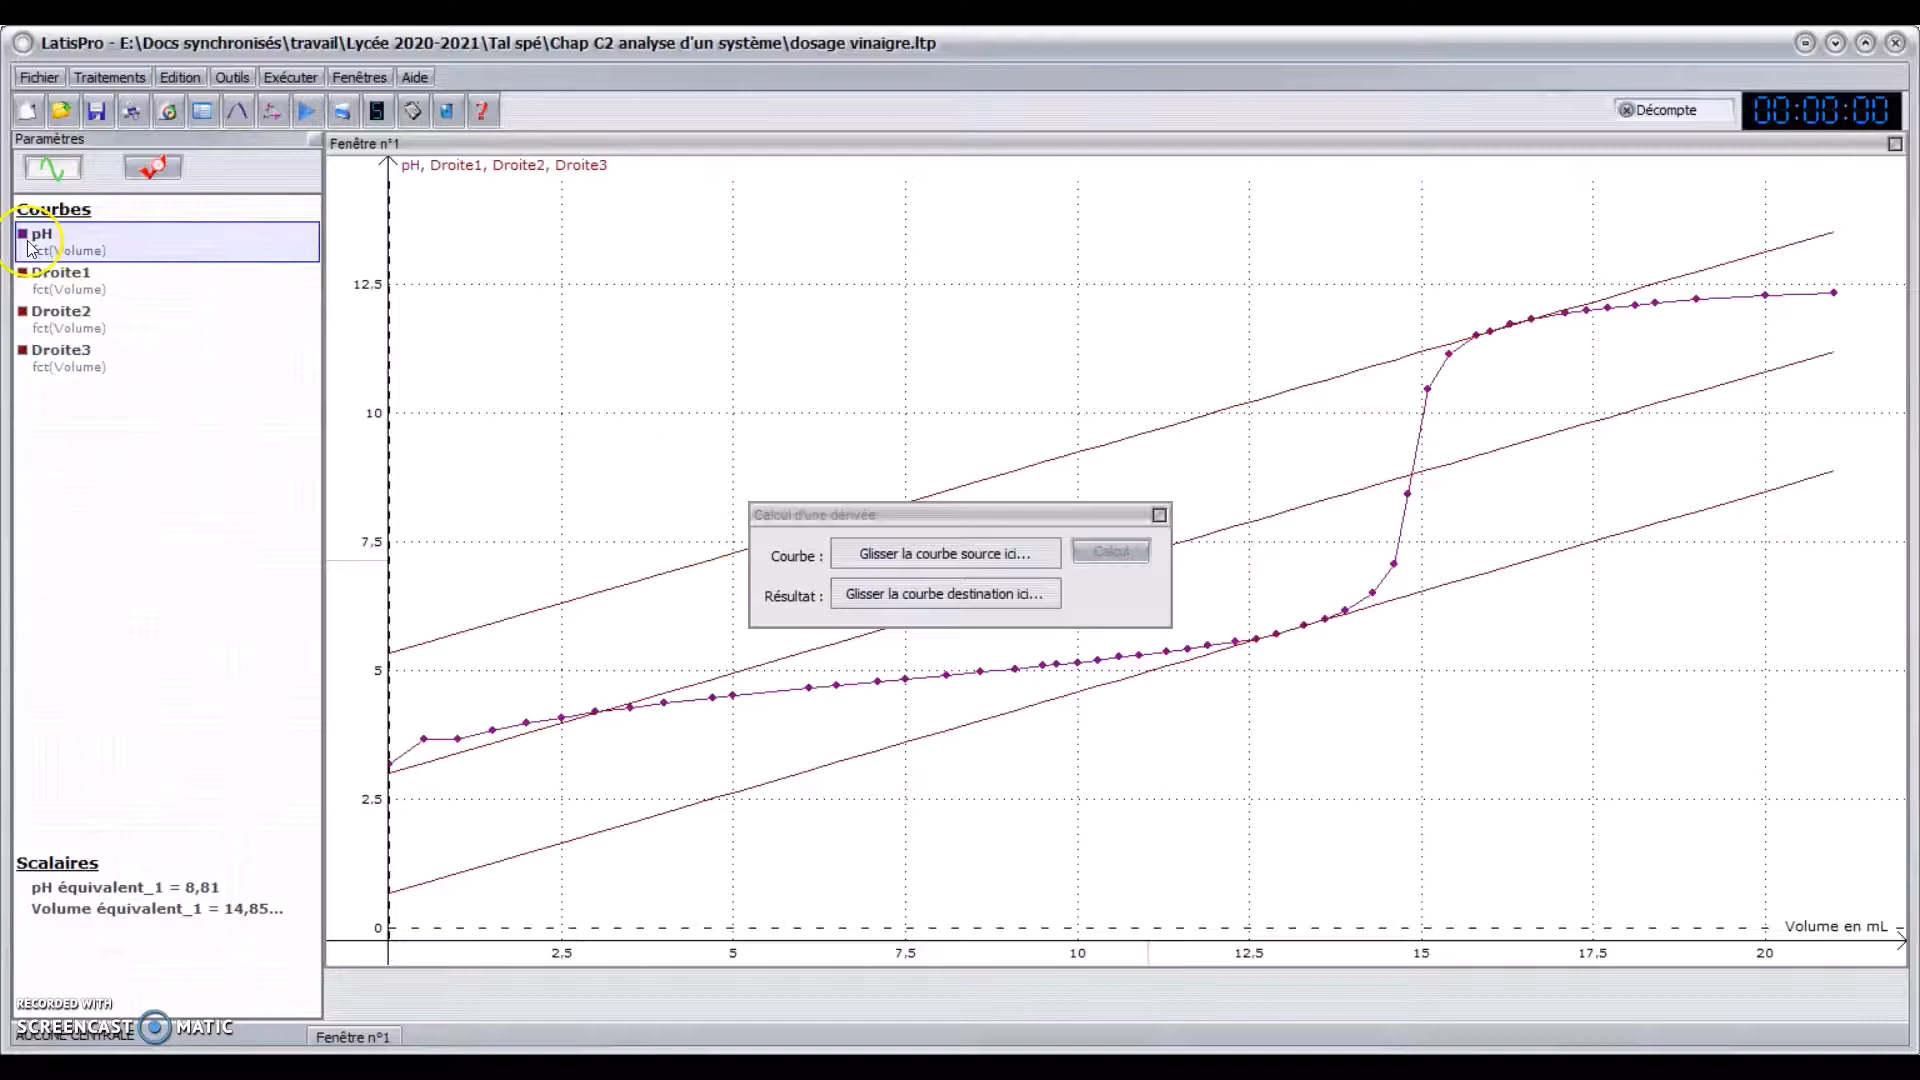 LatisPro - E:\Docs synchronisés\travail\Lycée 2020-2021\Tal spé\Chap C2 analyse d'un système\dosage vinaigre.ltp
Fichier Traitements Edition Outils Exécuter Fenêtres Aide
Décompte 00:00:00
Paramètres
Fenêtre n°1
pH, Droite1, Droite2, Droite3
Courbes
pH
fct(Volume)
Droite1
fct(Volume)
Droite2
fct(Volume)
Droite3
fct(Volume)
12,5
10
7,5
5
2,5
0
Calcul d'une dérivée
Courbe : Glisser la courbe source ici... Calcul
Résultat : Glisser la courbe destination ici...
Scalaires
pH équivalent_1 = 8,81
Volume équivalent_1 = 14,85...
Volume en mL
2,5 5 7,5 10 12,5 15 17,5 20
RECORDED WITH
SCREENCAST MATIC
AUCUNE CENTRALE
Fenêtre n°1